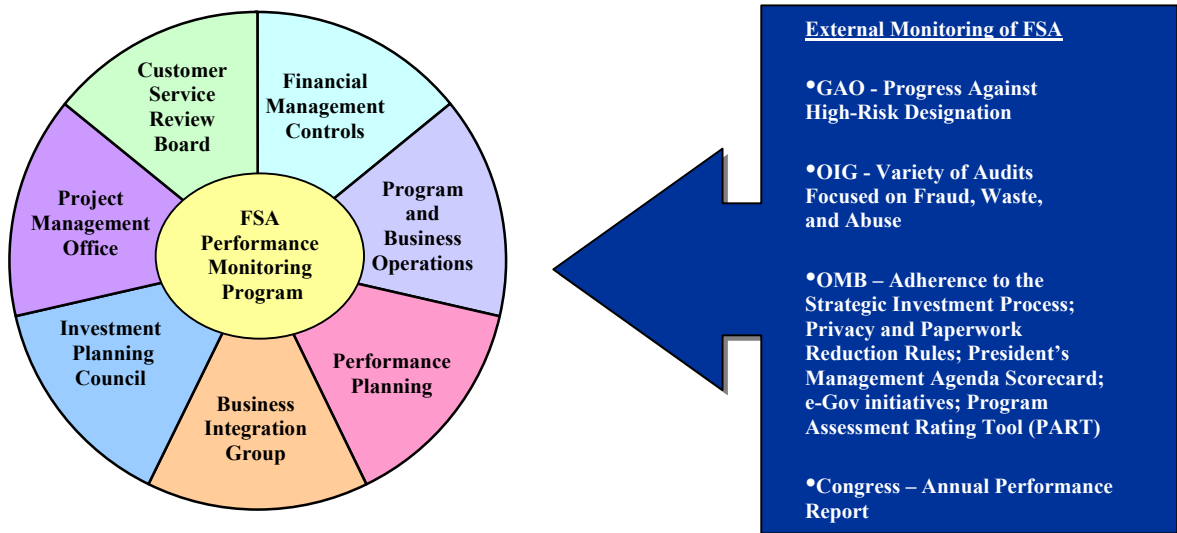 Customer
Service
Review
Board
Financial
Management
Controls
Program
and
Business
Operations
Performance
Planning
Business
Integration
Group
Investment
Planning
Council
Project
Management
Office
FSA
Performance
Monitoring
Program
External Monitoring of FSA
•GAO - Progress Against
High-Risk Designation
•OIG - Variety of Audits
Focused on Fraud, Waste,
and Abuse
•OMB – Adherence to the
Strategic Investment Process;
Privacy and Paperwork
Reduction Rules; President’s
Management Agenda Scorecard;
e-Gov initiatives; Program
Assessment Rating Tool (PART)
•Congress – Annual Performance
Report